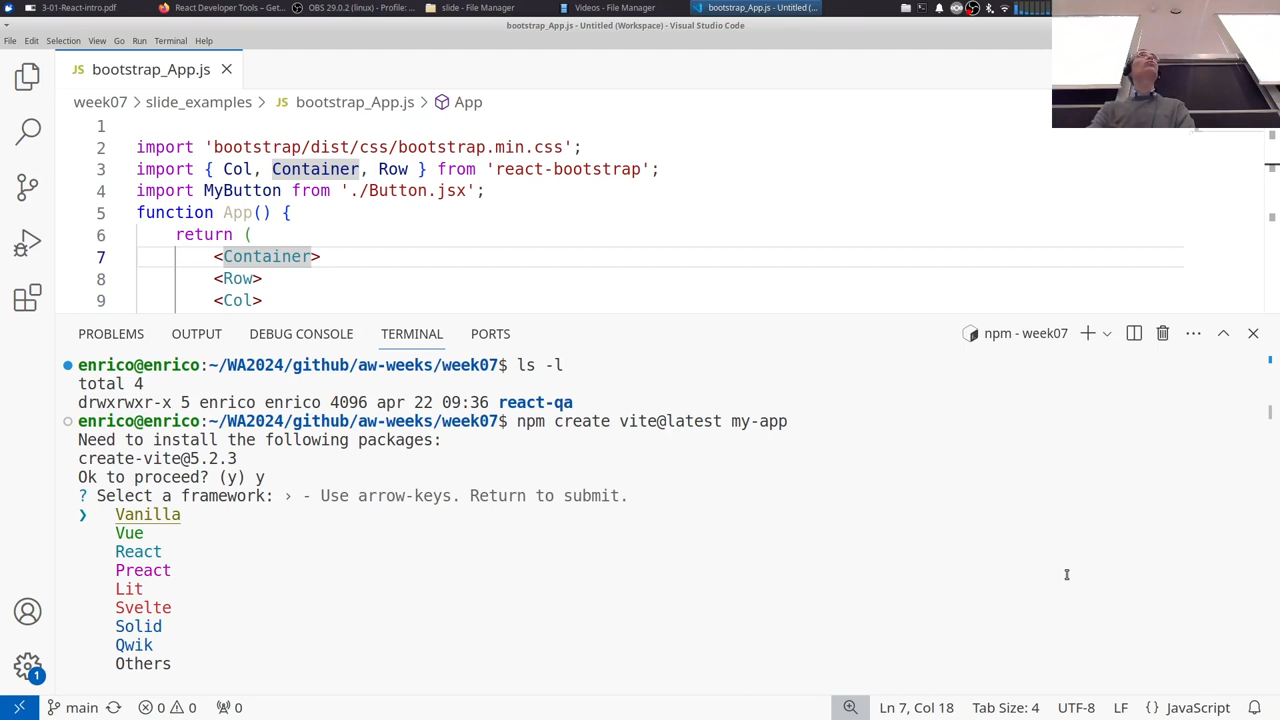 3-01-React-intro.pdf
React Developer Tools – Get...
OBS 29.0.2 (linux) - Profile: ...
slide - File Manager
Videos - File Manager
bootstrap_App.js - Untitled (...
bootstrap_App.js - Untitled (Workspace) - Visual Studio Code
File Edit Selection View Go Run Terminal Help
JS bootstrap_App.js
week07 > slide_examples > JS bootstrap_App.js > App
1
2 import 'bootstrap/dist/css/bootstrap.min.css';
3 import { Col, Container, Row } from 'react-bootstrap';
4 import MyButton from './Button.jsx';
5 function App() {
6 return (
7 <Container>
8 <Row>
9 <Col>
PROBLEMS OUTPUT DEBUG CONSOLE TERMINAL PORTS
npm - week07
enrico@enrico:~/WA2024/github/aw-weeks/week07$ ls -l
total 4
drwxrwxr-x 5 enrico enrico 4096 apr 22 09:36 react-qa
enrico@enrico:~/WA2024/github/aw-weeks/week07$ npm create vite@latest my-app
Need to install the following packages:
create-vite@5.2.3
Ok to proceed? (y) y
? Select a framework: › - Use arrow-keys. Return to submit.
❯ Vanilla
Vue
React
Preact
Lit
Svelte
Solid
Qwik
Others
1
main 0 0 0 Ln 7, Col 18 Tab Size: 4 UTF-8 LF {} JavaScript